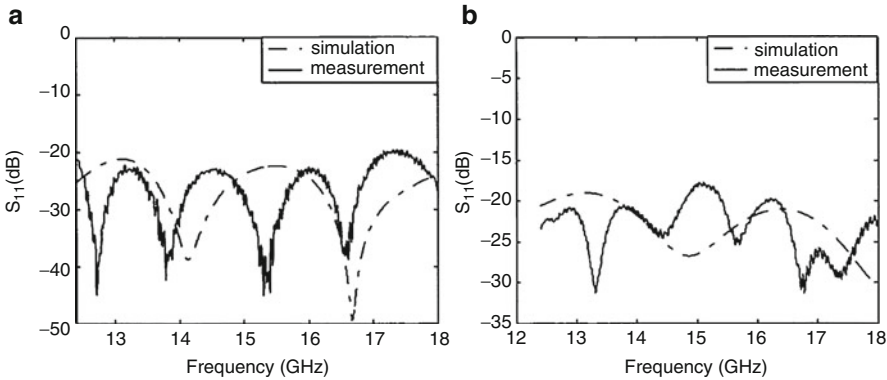 a
0
−10
−20
−30
−40
−50
S11(dB)
simulation
measurement
13 14 15 16 17 18
Frequency (GHz)
b
0
−5
−10
−15
−20
−25
−30
−35
S11(dB)
simulation
measurement
12 13 14 15 16 17 18
Frequency (GHz)